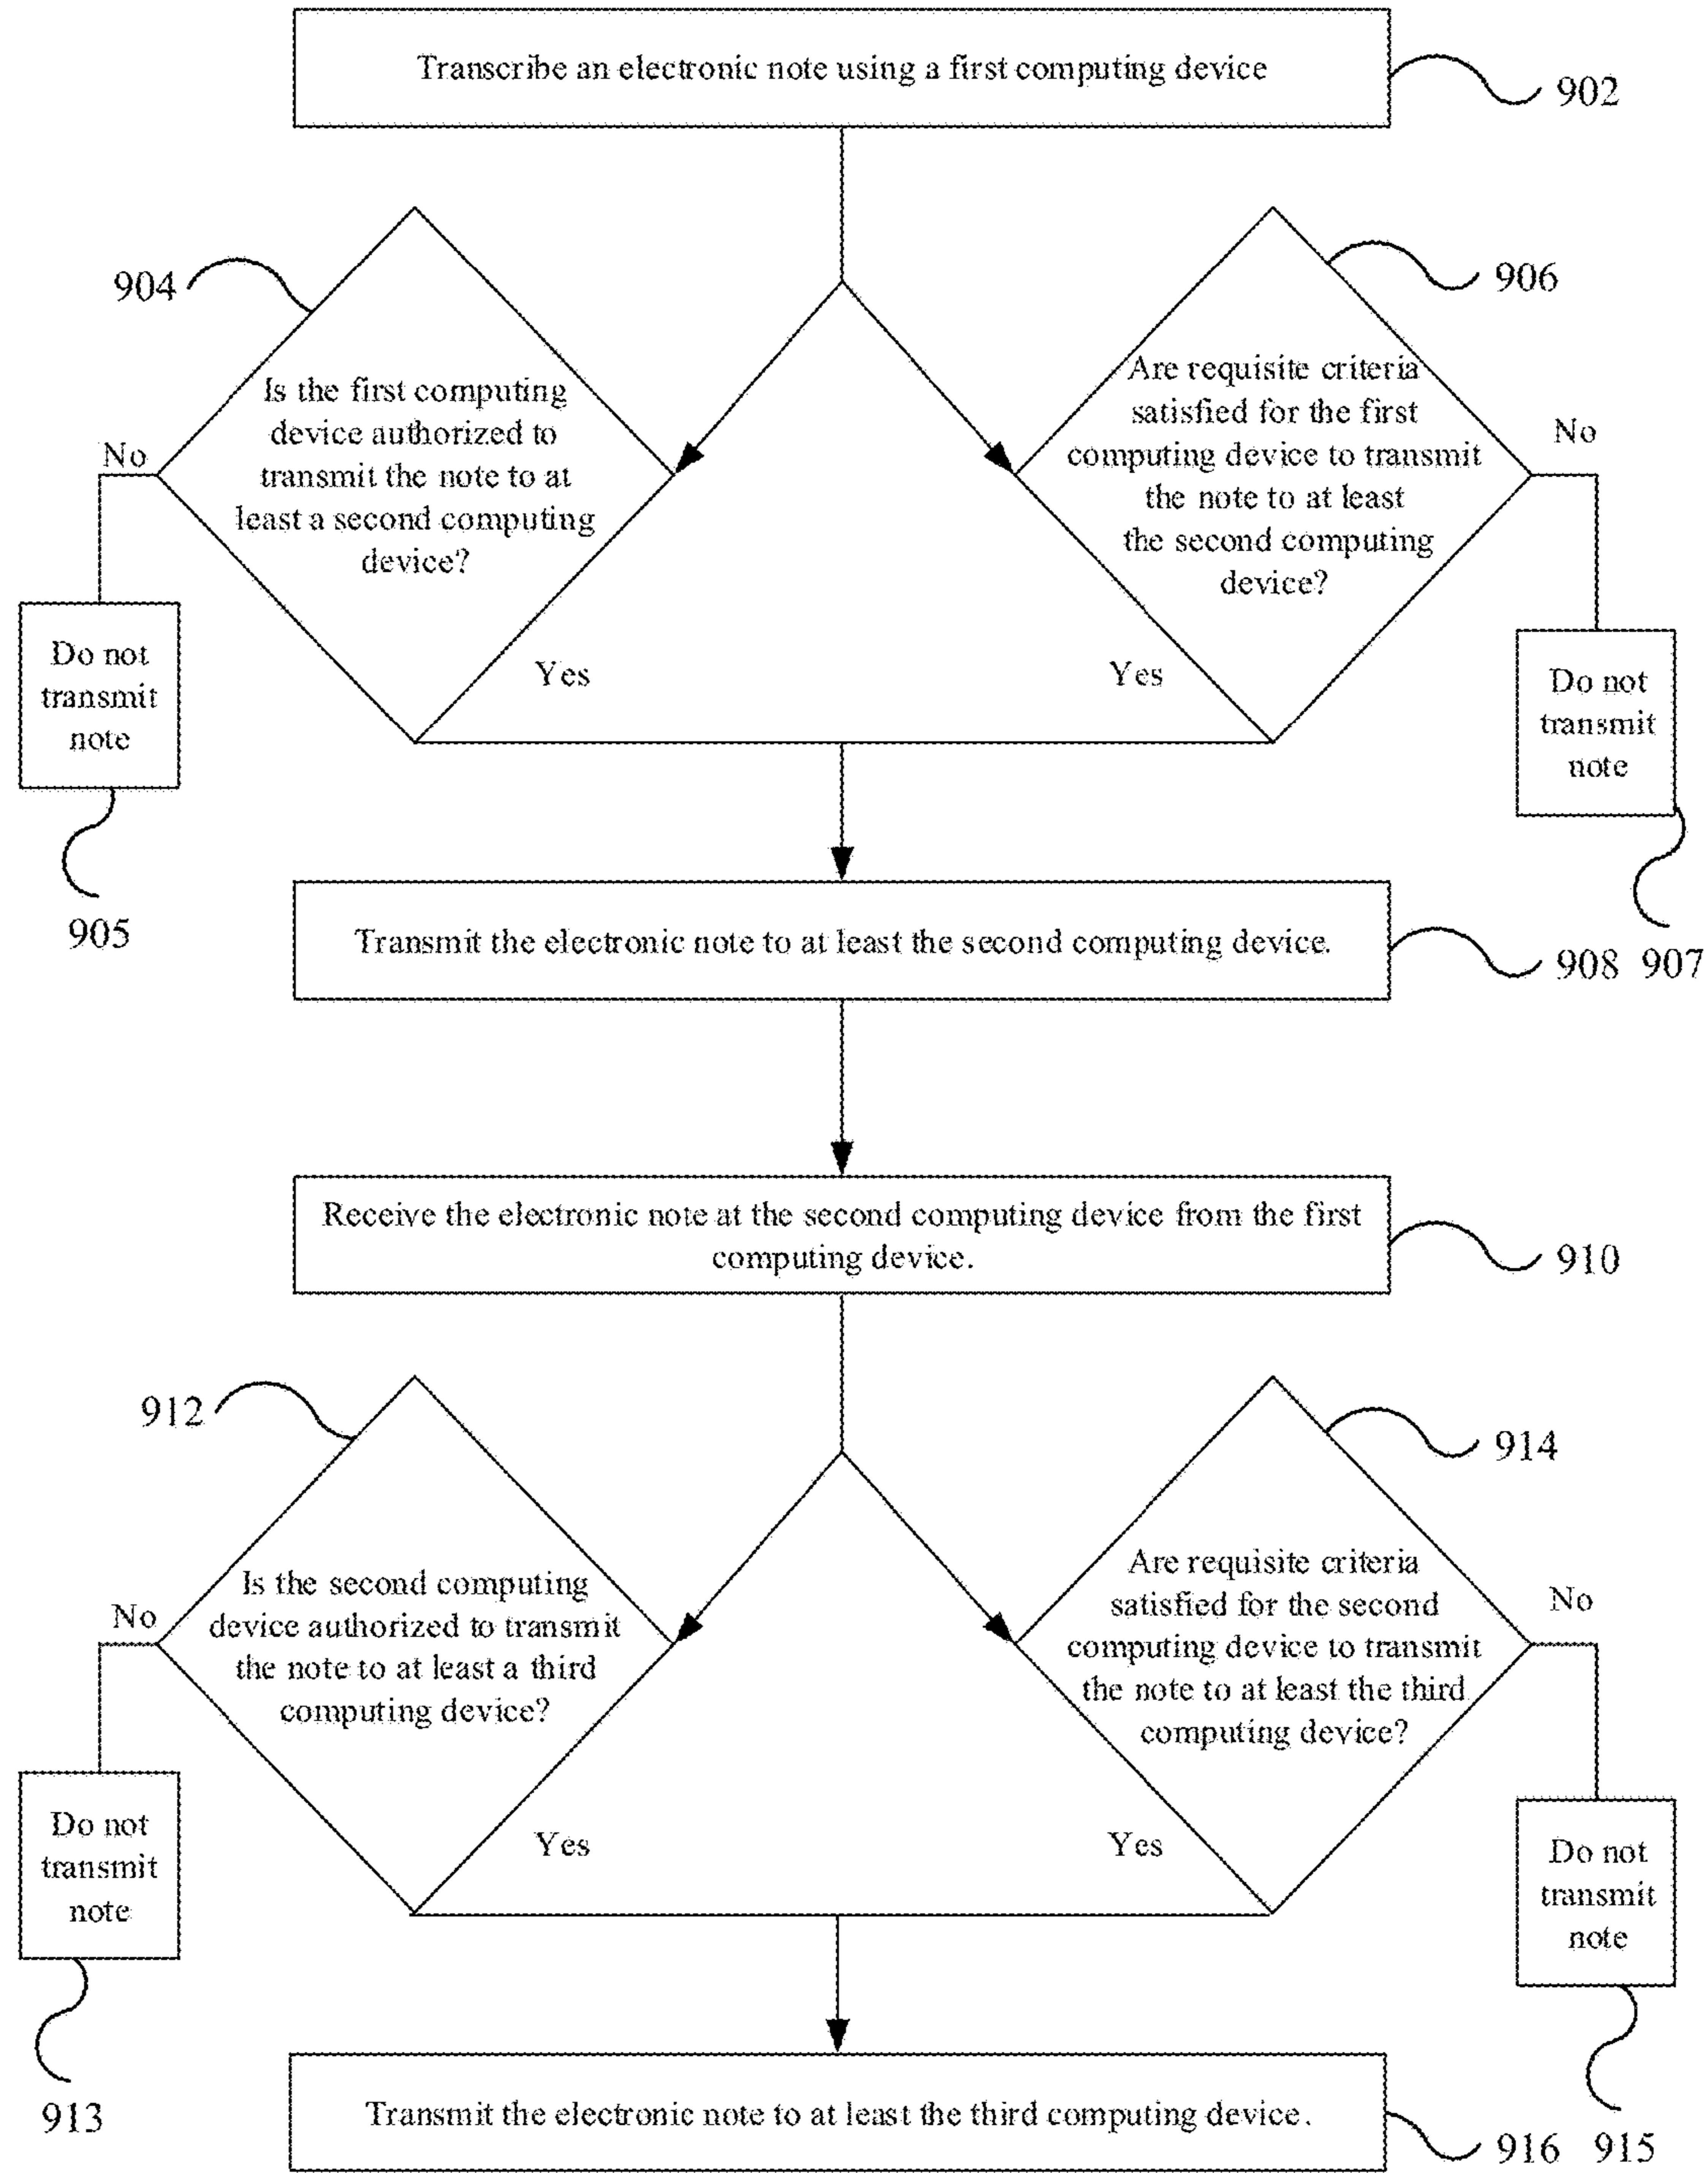 Transcribe an electronic note using a first computing device
902
904
906
Is the first computing
device authorized to
transmit the note to at
least a second computing
device?
Are requisite criteria
satisfied for the first
computing device to transmit
the note to at least
the second computing
device?
No
No
Do not
transmit
note
Yes
Yes
Do not
transmit
note
905
Transmit the electronic note to at least the second computing device.
908
907
Receive the electronic note at the second computing device from the first
computing device.
910
912
914
Is the second computing
device authorized to transmit
the note to at least a third
computing device?
Are requisite criteria
satisfied for the second
computing device to transmit
the note to at least the third
computing device?
No
No
Do not
transmit
note
Yes
Yes
Do not
transmit
note
913
Transmit the electronic note to at least the third computing device.
916
915